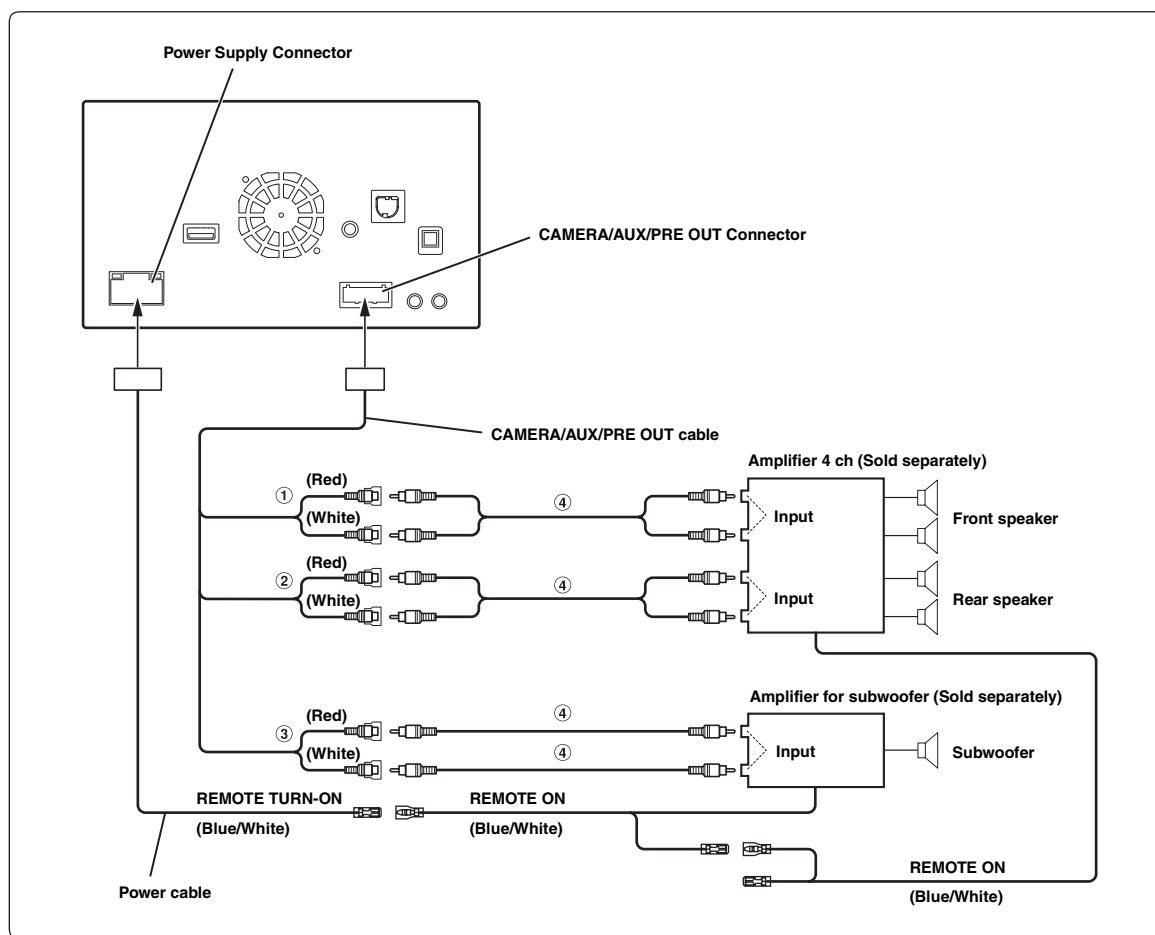 Power Supply Connector
CAMERA/AUX/PRE OUT Connector
CAMERA/AUX/PRE OUT cable
Amplifier 4 ch (Sold separately)
(Red)
①
④
Input
Front speaker
(White)
(Red)
②
④
Input
Rear speaker
(White)
Amplifier for subwoofer (Sold separately)
(Red)
④
③
(White)
④
Input
Subwoofer
REMOTE TURN-ON
(Blue/White)
REMOTE ON
(Blue/White)
REMOTE ON
(Blue/White)
Power cable